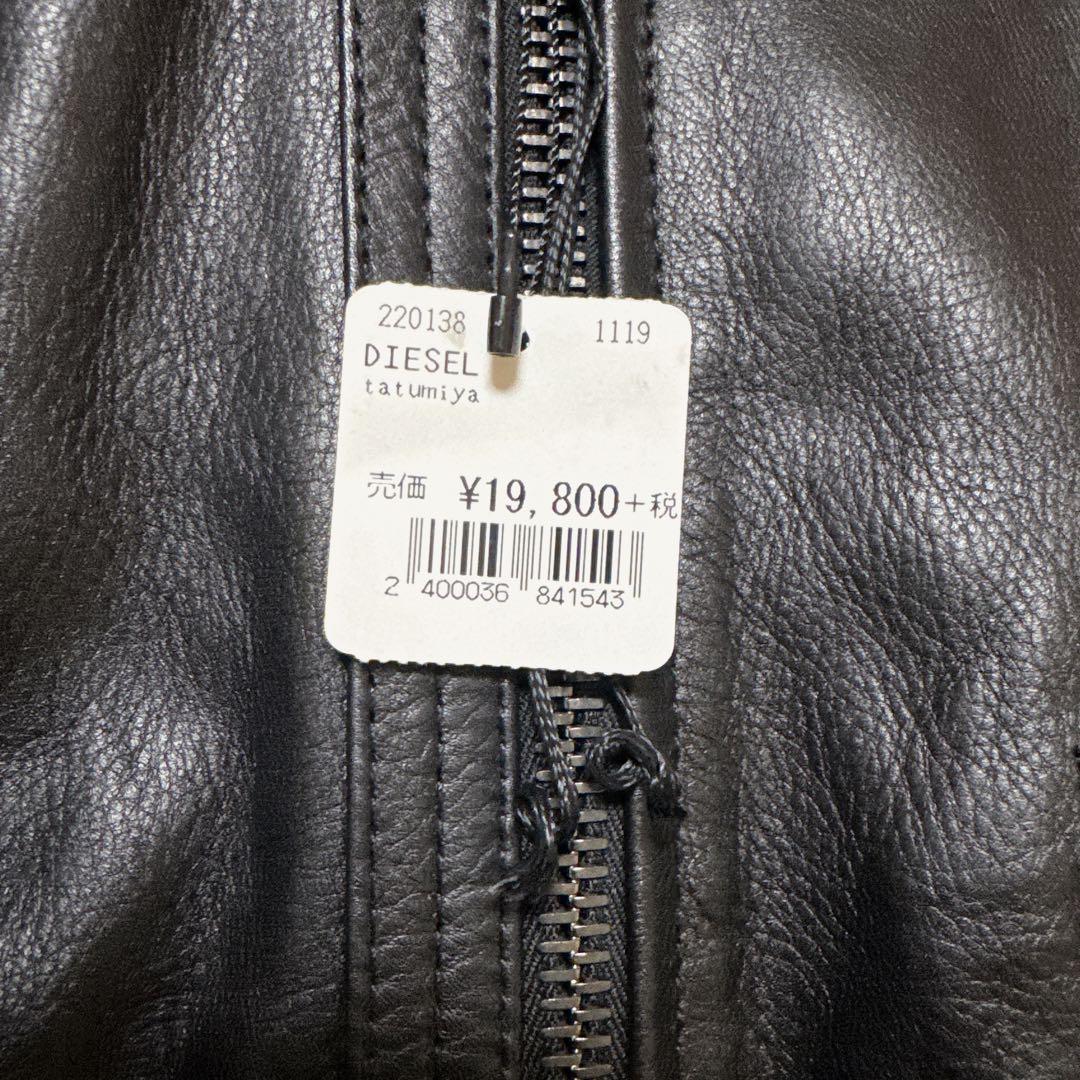 220138 1119
DIESEL
tatumiya
売価 ¥19,800+税
2 400036 841543